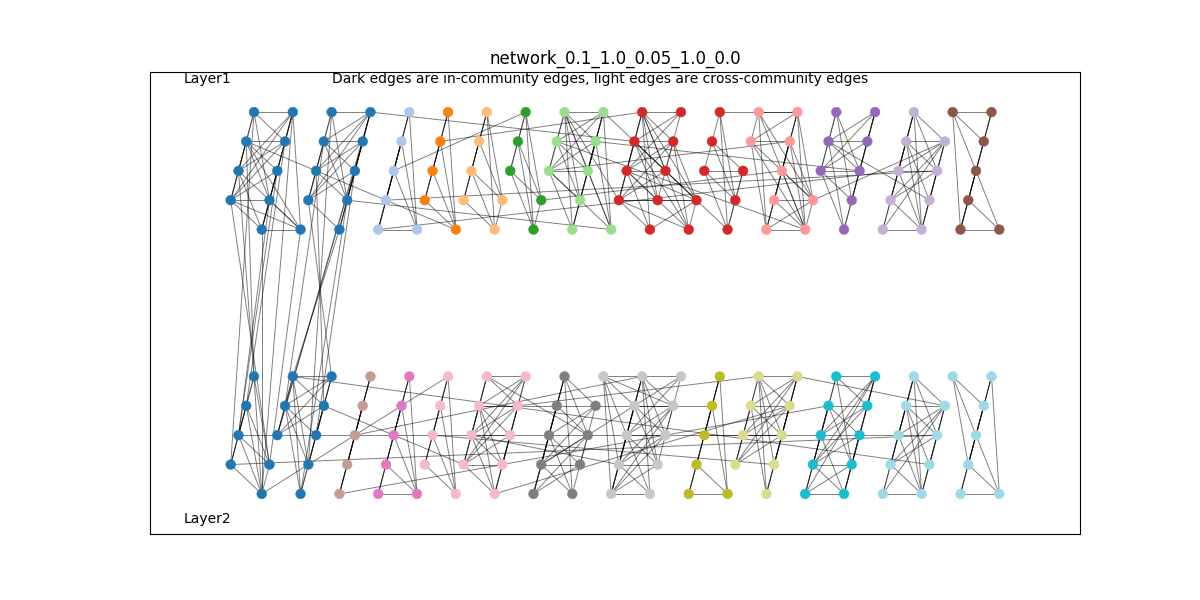 network_0.1_1.0_0.05_1.0_0.0
Layer1
Dark edges are in-community edges, light edges are cross-community edges
Layer2